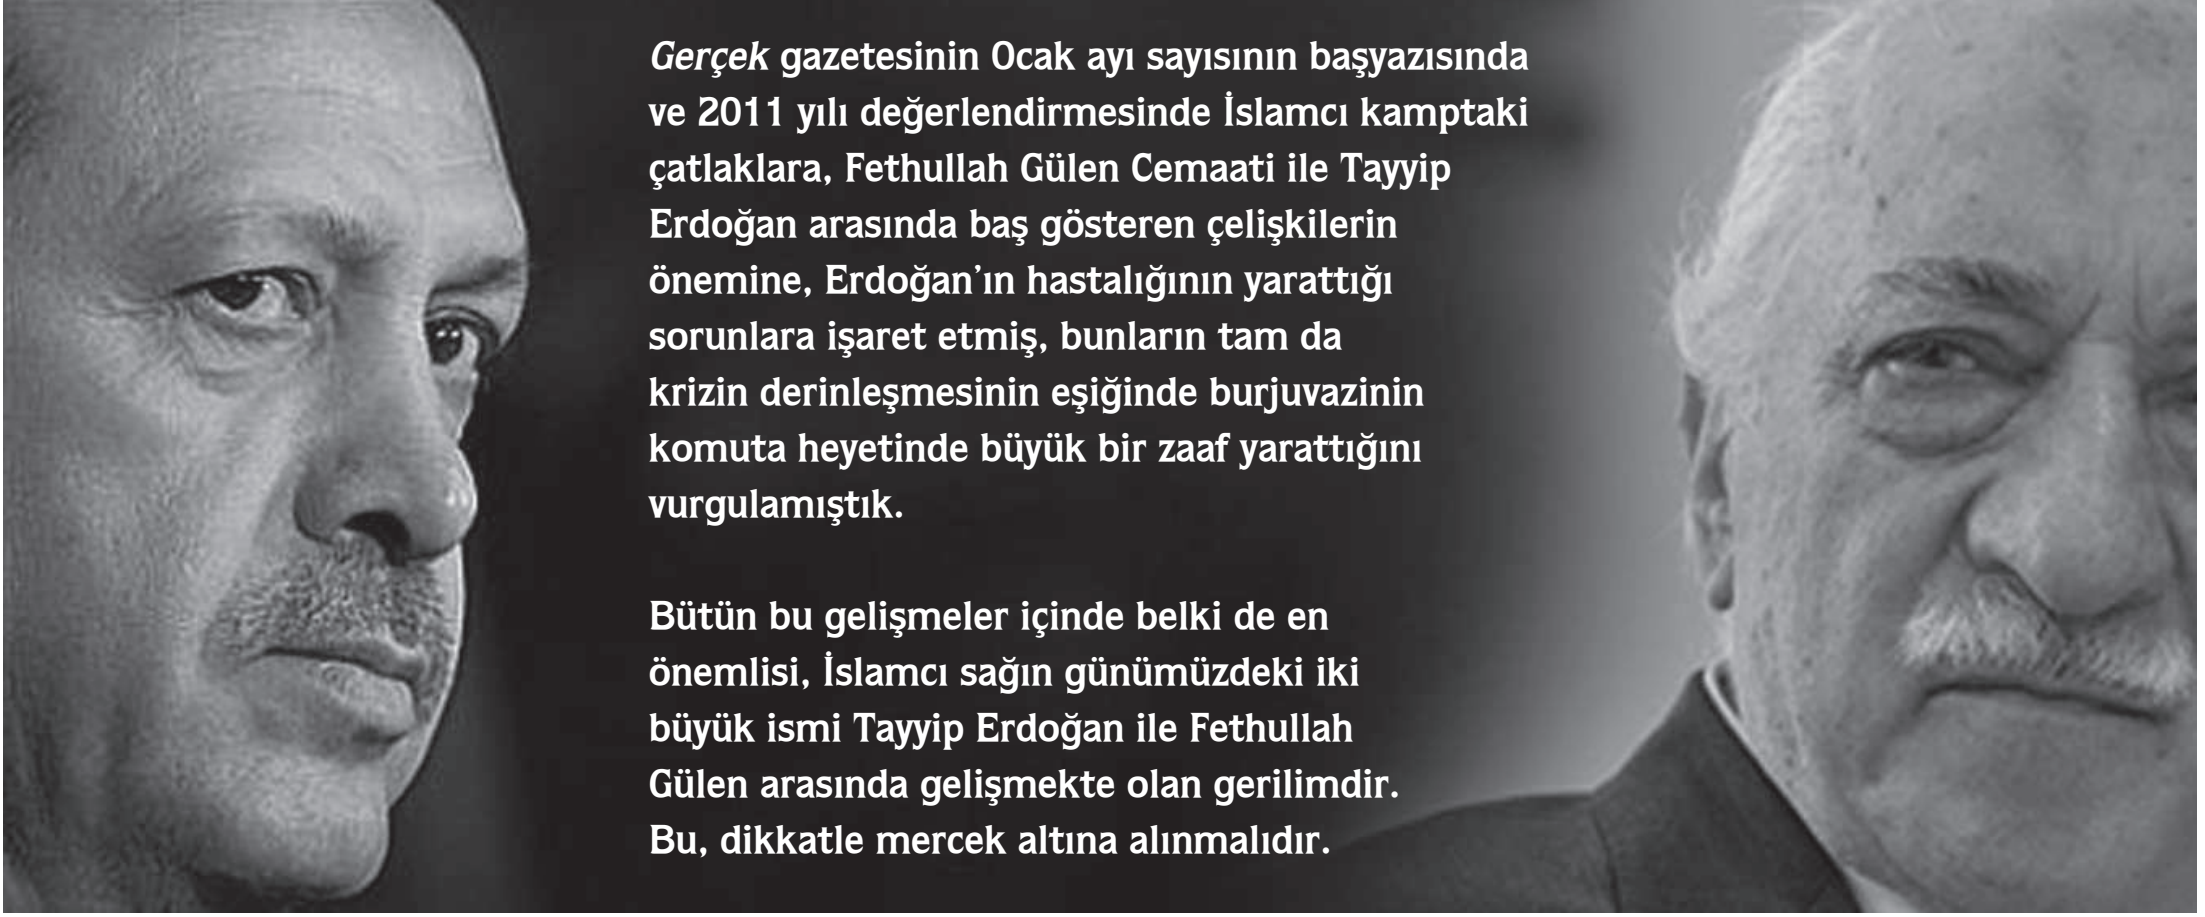 Gerçek gazetesinin Ocak ayı sayısının başyazısında
ve 2011 yılı değerlendirmesinde İslamcı kamptaki
çatlaklara, Fethullah Gülen Cemaati ile Tayyip
Erdoğan arasında baş gösteren çelişkilerin
önemine, Erdoğan’ın hastalığının yarattığı
sorunlara işaret etmiş, bunların tam da
krizin derinleşmesinin eşiğinde burjuvazinin
komuta heyetinde büyük bir zaaf yarattığını
vurgulamıştık.
Bütün bu gelişmeler içinde belki de en
önemlisi, İslamcı sağın günümüzdeki iki
büyük ismi Tayyip Erdoğan ile Fethullah
Gülen arasında gelişmekte olan gerilimdir.
Bu, dikkatle mercek altına alınmalıdır.